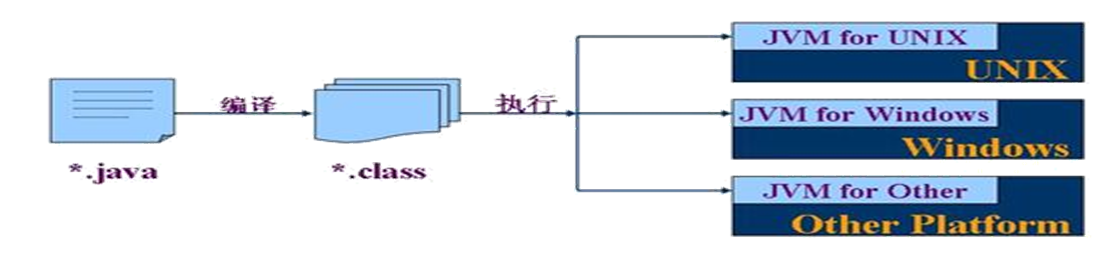 JVM for UNIX
UNIX
编译
执行
JVM for Windows
Windows
*.java
*.class
JVM for Other
Other Platform